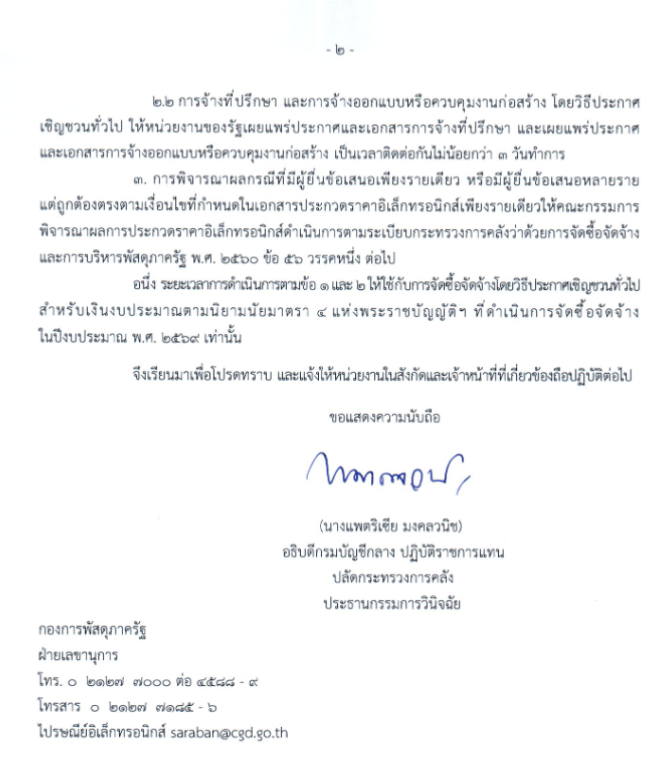 - ๒ -
๒.๒ การจ้างที่ปรึกษา และการจ้างออกแบบหรือควบคุมงานก่อสร้าง โดยวิธีประกาศ
เชิญชวนทั่วไป ให้หน่วยงานของรัฐเผยแพร่ประกาศและเอกสารการจ้างที่ปรึกษา และเผยแพร่ประกาศ
และเอกสารการจ้างออกแบบหรือควบคุมงานก่อสร้าง เป็นเวลาติดต่อกันไม่น้อยกว่า ๓ วันทำการ
๓. การพิจารณาผลกรณีที่มีผู้ยื่นข้อเสนอเพียงรายเดียว หรือมีผู้ยื่นข้อเสนอหลายราย
แต่ถูกต้องตรงตามเงื่อนไขที่กำหนดในเอกสารประกวดราคาอิเล็กทรอนิกส์เพียงรายเดียวให้คณะกรรมการ
พิจารณาผลการประกวดราคาอิเล็กทรอนิกส์ดำเนินการตามระเบียบกระทรวงการคลังว่าด้วยการจัดซื้อจัดจ้าง
และการบริหารพัสดุภาครัฐ พ.ศ. ๒๕๖๐ ข้อ ๕๖ วรรคหนึ่ง ต่อไป
อนึ่ง ระยะเวลาการดำเนินการตามข้อ ๑ และ ๒ ให้ใช้กับการจัดซื้อจัดจ้างโดยวิธีประกาศเชิญชวนทั่วไป
สำหรับเงินงบประมาณตามนิยามนัยมาตรา ๔ แห่งพระราชบัญญัติฯ ที่ดำเนินการจัดซื้อจัดจ้าง
ในปีงบประมาณ พ.ศ. ๒๕๖๙ เท่านั้น
จึงเรียนมาเพื่อโปรดทราบ และแจ้งให้หน่วยงานในสังกัดและเจ้าหน้าที่ที่เกี่ยวข้องถือปฏิบัติต่อไป
ขอแสดงความนับถือ
(นางแพตริเซีย มงคลวนิช)
อธิบดีกรมบัญชีกลาง ปฏิบัติราชการแทน
ปลัดกระทรวงการคลัง
ประธานกรรมการวินิจฉัย
กองการพัสดุภาครัฐ
ฝ่ายเลขานุการ
โทร. ๐ ๒๑๒๗ ๗๐๐๐ ต่อ ๔๕๘๘ - ๙
โทรสาร ๐ ๒๑๒๗ ๗๑๘๕ - ๖
ไปรษณีย์อิเล็กทรอนิกส์ saraban@cgd.go.th